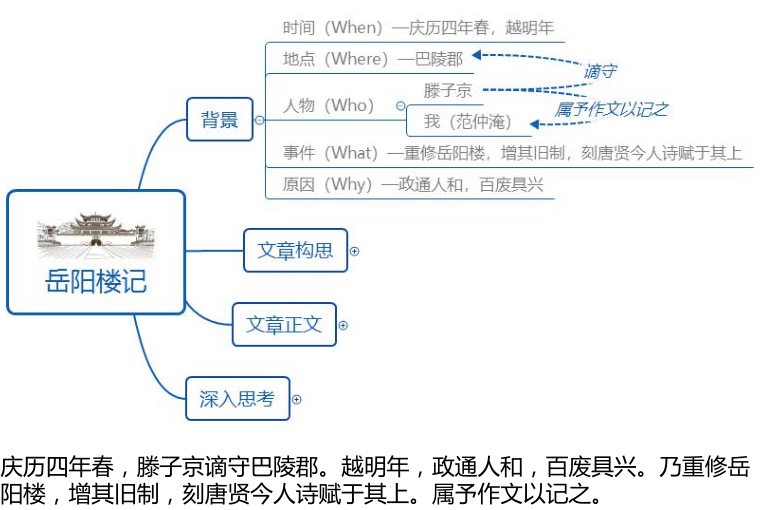 时间（When）—庆历四年春，越明年
地点（Where）—巴陵郡
谪守
人物（Who）
滕子京
属予作文以记之
我（范仲淹）
背景
事件（What）—重修岳阳楼，增其旧制，刻唐贤今人诗赋于其上
原因（Why）—政通人和，百废具兴
岳阳楼记
文章构思
文章正文
深入思考
庆历四年春，滕子京谪守巴陵郡。越明年，政通人和，百废具兴。乃重修岳
阳楼，增其旧制，刻唐贤今人诗赋于其上。属予作文以记之。